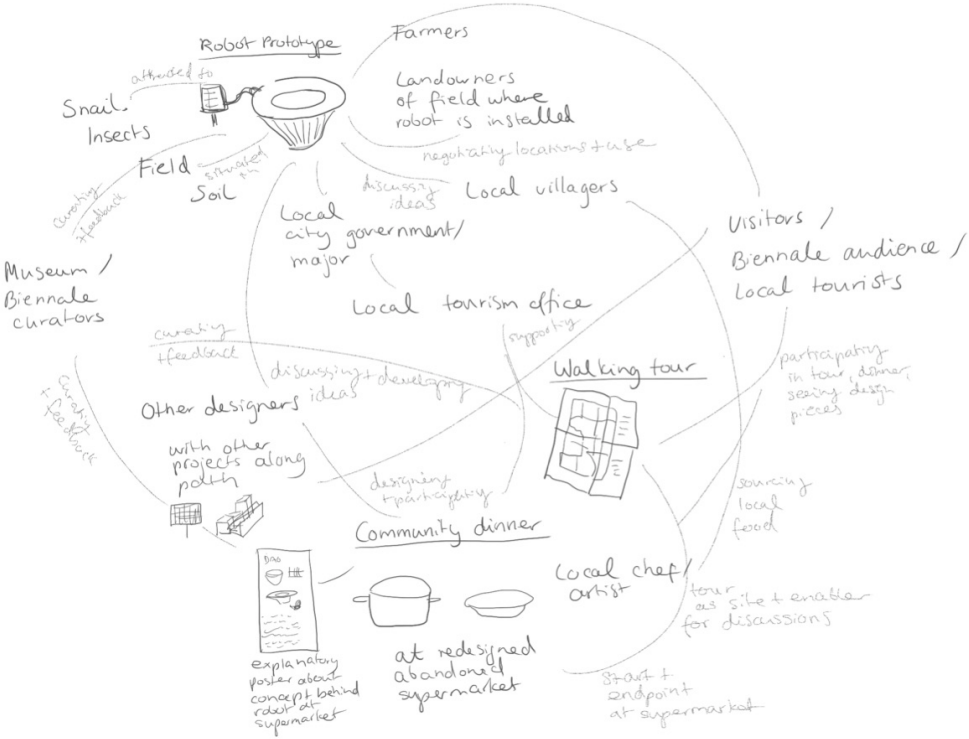 Robot Prototype
Farmers
attracted to
Snail.
Insects
Landowners
of field where
robot is installed
negotiating locations + use
Field
situated
in
Soil
discussing
ideas
Local villagers
curating
+ feedback
Local
city government/
major
Visitors /
Biennale audience /
Local tourists
Museum /
Biennale
curators
Local tourism office
supporting
curating
+ feedback
discussing + developing
ideas
Walking tour
participating
in tour, dinner,
seeing design
pieces
curating
+ feedback
Other designers
with other
projects along
path
designing
+ participating
sourcing
local
food
Community dinner
Local chef/
artist
tour
as site + enabler
for discussions
explanatory
poster about
concept behind
robot at
supermarket
at redesigned
abandoned
supermarket
start +
endpoint
at supermarket